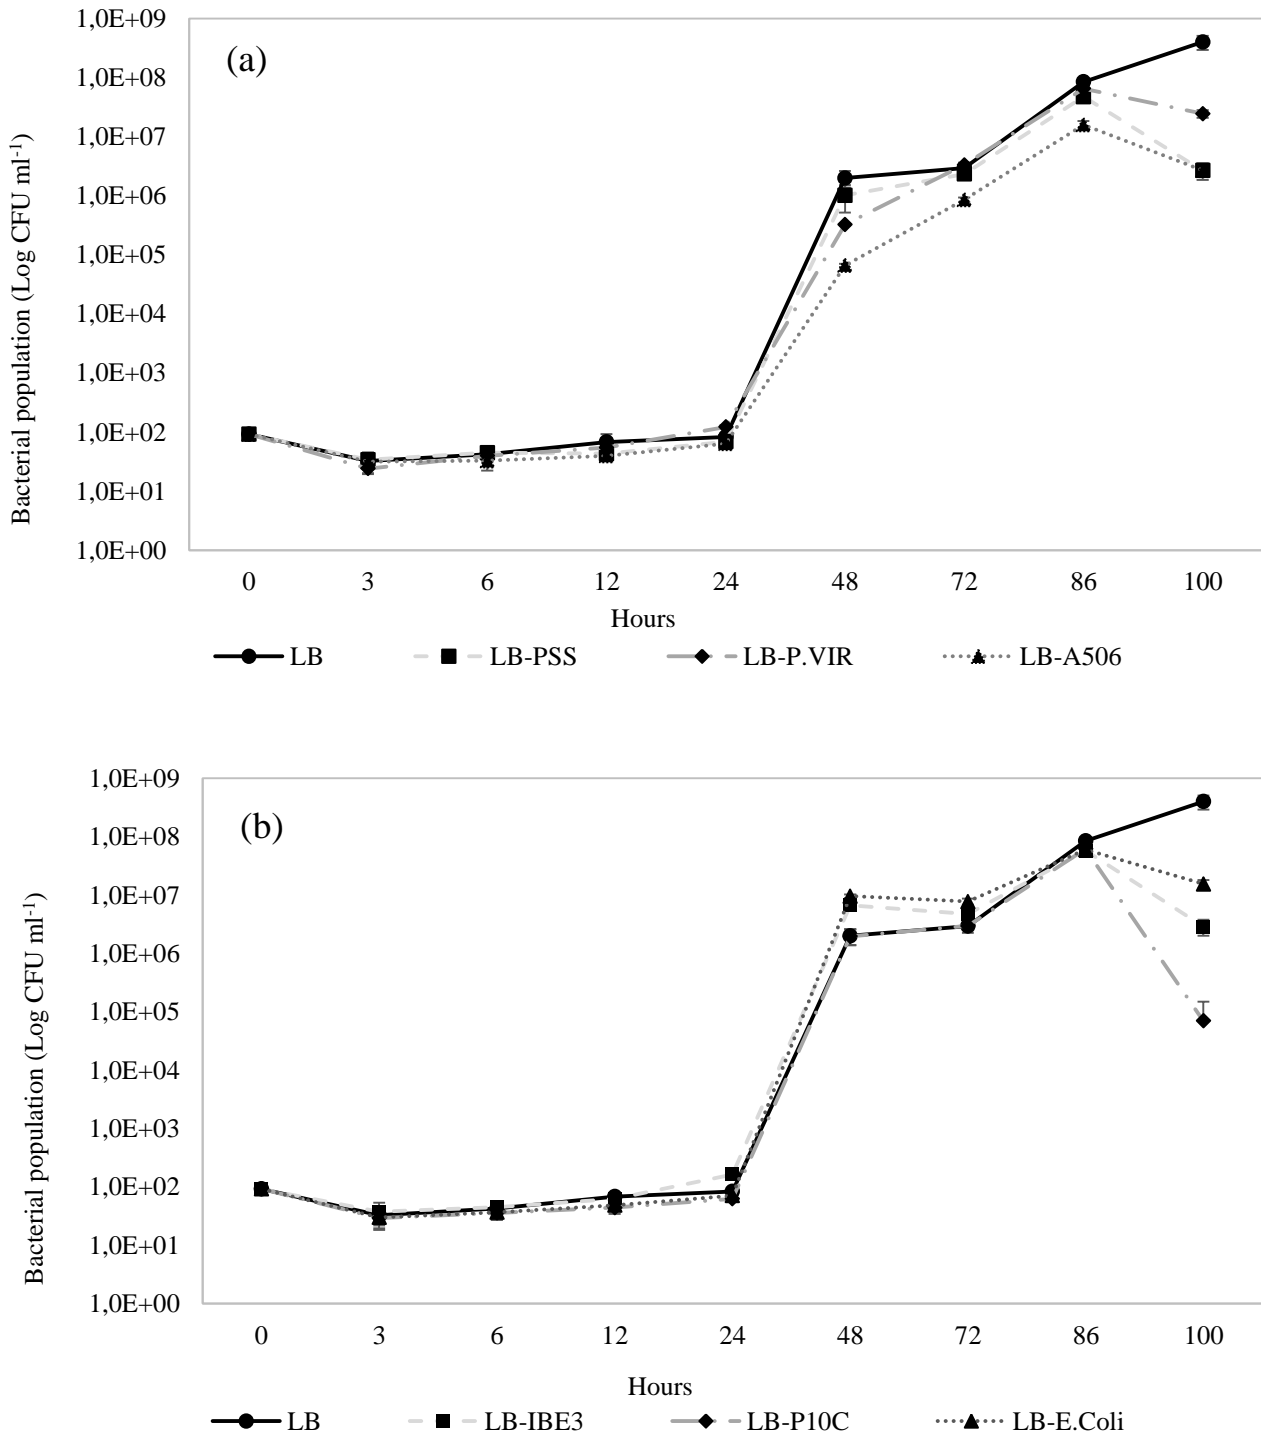 (a)
Bacterial population (Log CFU ml-1)
1,0E+09
1,0E+08
1,0E+07
1,0E+06
1,0E+05
1,0E+04
1,0E+03
1,0E+02
1,0E+01
1,0E+00
0 3 6 12 24 48 72 86 100
Hours
LB LB-PSS LB-P.VIR LB-A506
(b)
Bacterial population (Log CFU ml-1)
1,0E+09
1,0E+08
1,0E+07
1,0E+06
1,0E+05
1,0E+04
1,0E+03
1,0E+02
1,0E+01
1,0E+00
0 3 6 12 24 48 72 86 100
Hours
LB LB-IBE3 LB-P10C LB-E.Coli